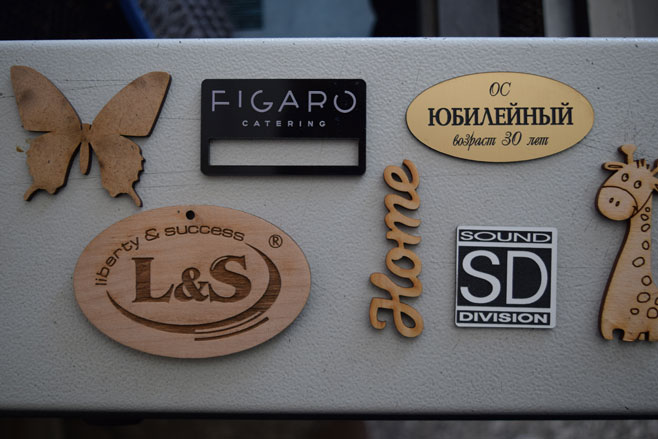 FIGARO
CATERING
ОС
ЮБИЛЕЙНЫЙ
возраст 30 лет
liberty & success
®
L&S
Home
SOUND
SD
DIVISION